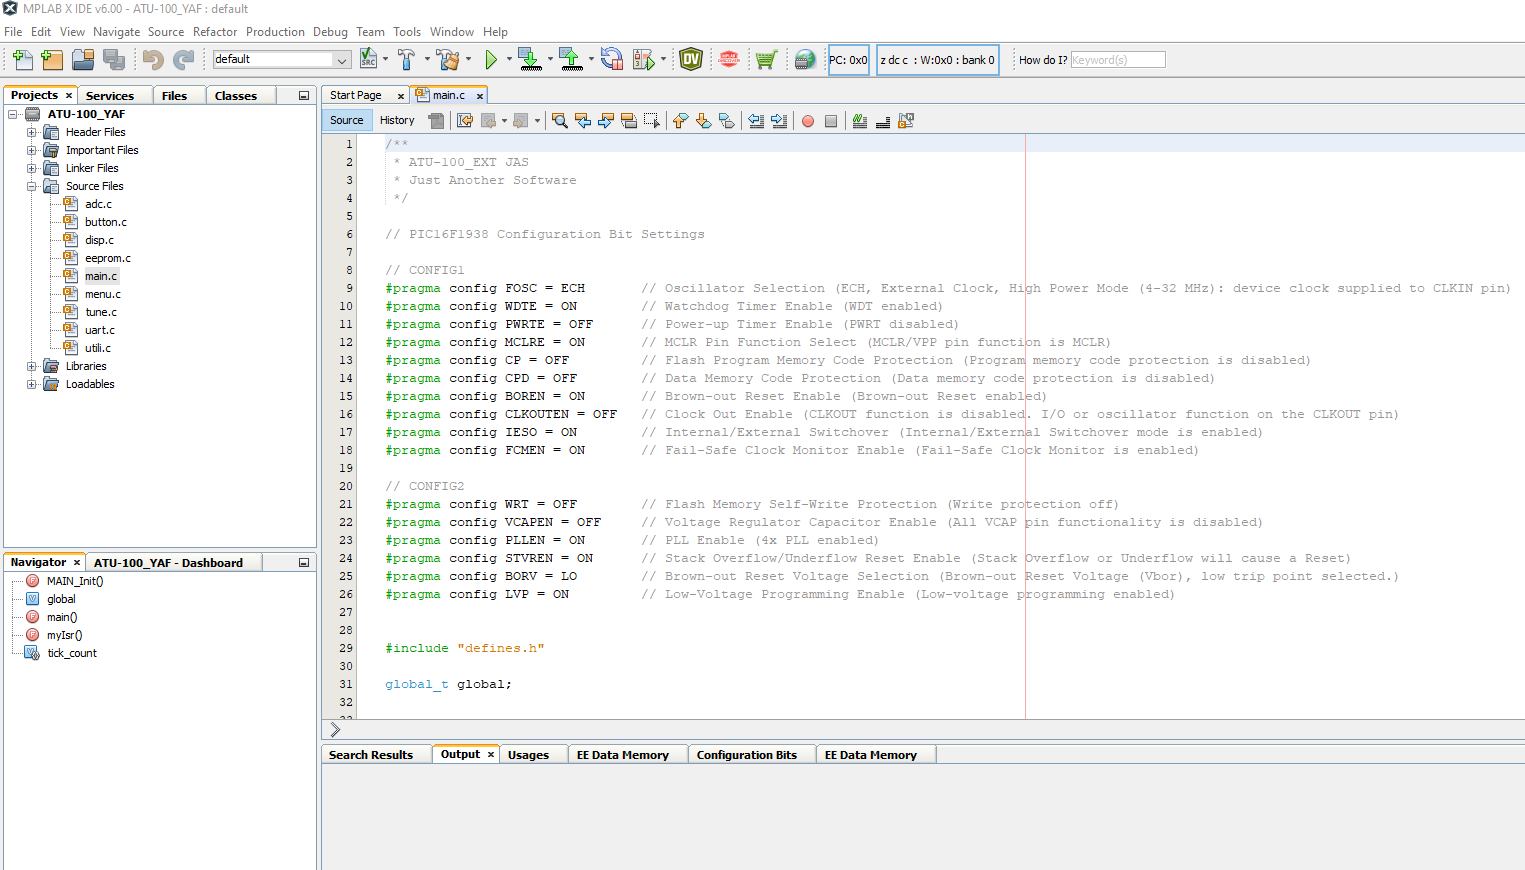 MPLAB X IDE v6.00 - ATU-100_YAF : default
File Edit View Navigate Source Refactor Production Debug Team Tools Window Help
default
PC: 0x0
z dc c : W:0x0 : bank 0
How do I? Keyword(s)
Projects Services Files Classes
ATU-100_YAF
Header Files
Important Files
Linker Files
Source Files
adc.c
button.c
disp.c
eeprom.c
main.c
menu.c
tune.c
uart.c
utili.c
Libraries
Loadables
Navigator ATU-100_YAF - Dashboard
MAIN_Init()
global
main()
myIsr()
tick_count
Start Page main.c
Source History
1 /**
2 * ATU-100_EXT JAS
3 * Just Another Software
4 */
5
6 // PIC16F1938 Configuration Bit Settings
7
8 // CONFIG1
9 #pragma config FOSC = ECH // Oscillator Selection (ECH, External Clock, High Power Mode (4-32 MHz): device clock supplied to CLKIN pin)
10 #pragma config WDTE = ON // Watchdog Timer Enable (WDT enabled)
11 #pragma config PWRTE = OFF // Power-up Timer Enable (PWRT disabled)
12 #pragma config MCLRE = ON // MCLR Pin Function Select (MCLR/VPP pin function is MCLR)
13 #pragma config CP = OFF // Flash Program Memory Code Protection (Program memory code protection is disabled)
14 #pragma config CPD = OFF // Data Memory Code Protection (Data memory code protection is disabled)
15 #pragma config BOREN = ON // Brown-out Reset Enable (Brown-out Reset enabled)
16 #pragma config CLKOUTEN = OFF // Clock Out Enable (CLKOUT function is disabled. I/O or oscillator function on the CLKOUT pin)
17 #pragma config IESO = ON // Internal/External Switchover (Internal/External Switchover mode is enabled)
18 #pragma config FCMEN = ON // Fail-Safe Clock Monitor Enable (Fail-Safe Clock Monitor is enabled)
19
20 // CONFIG2
21 #pragma config WRT = OFF // Flash Memory Self-Write Protection (Write protection off)
22 #pragma config VCAPEN = OFF // Voltage Regulator Capacitor Enable (All VCAP pin functionality is disabled)
23 #pragma config PLLEN = ON // PLL Enable (4x PLL enabled)
24 #pragma config STVREN = ON // Stack Overflow/Underflow Reset Enable (Stack Overflow or Underflow will cause a Reset)
25 #pragma config BORV = LO // Brown-out Reset Voltage Selection (Brown-out Reset Voltage (Vbor), low trip point selected.)
26 #pragma config LVP = ON // Low-Voltage Programming Enable (Low-voltage programming enabled)
27
28
29 #include "defines.h"
30
31 global_t global;
32
Search Results Output Usages EE Data Memory Configuration Bits EE Data Memory